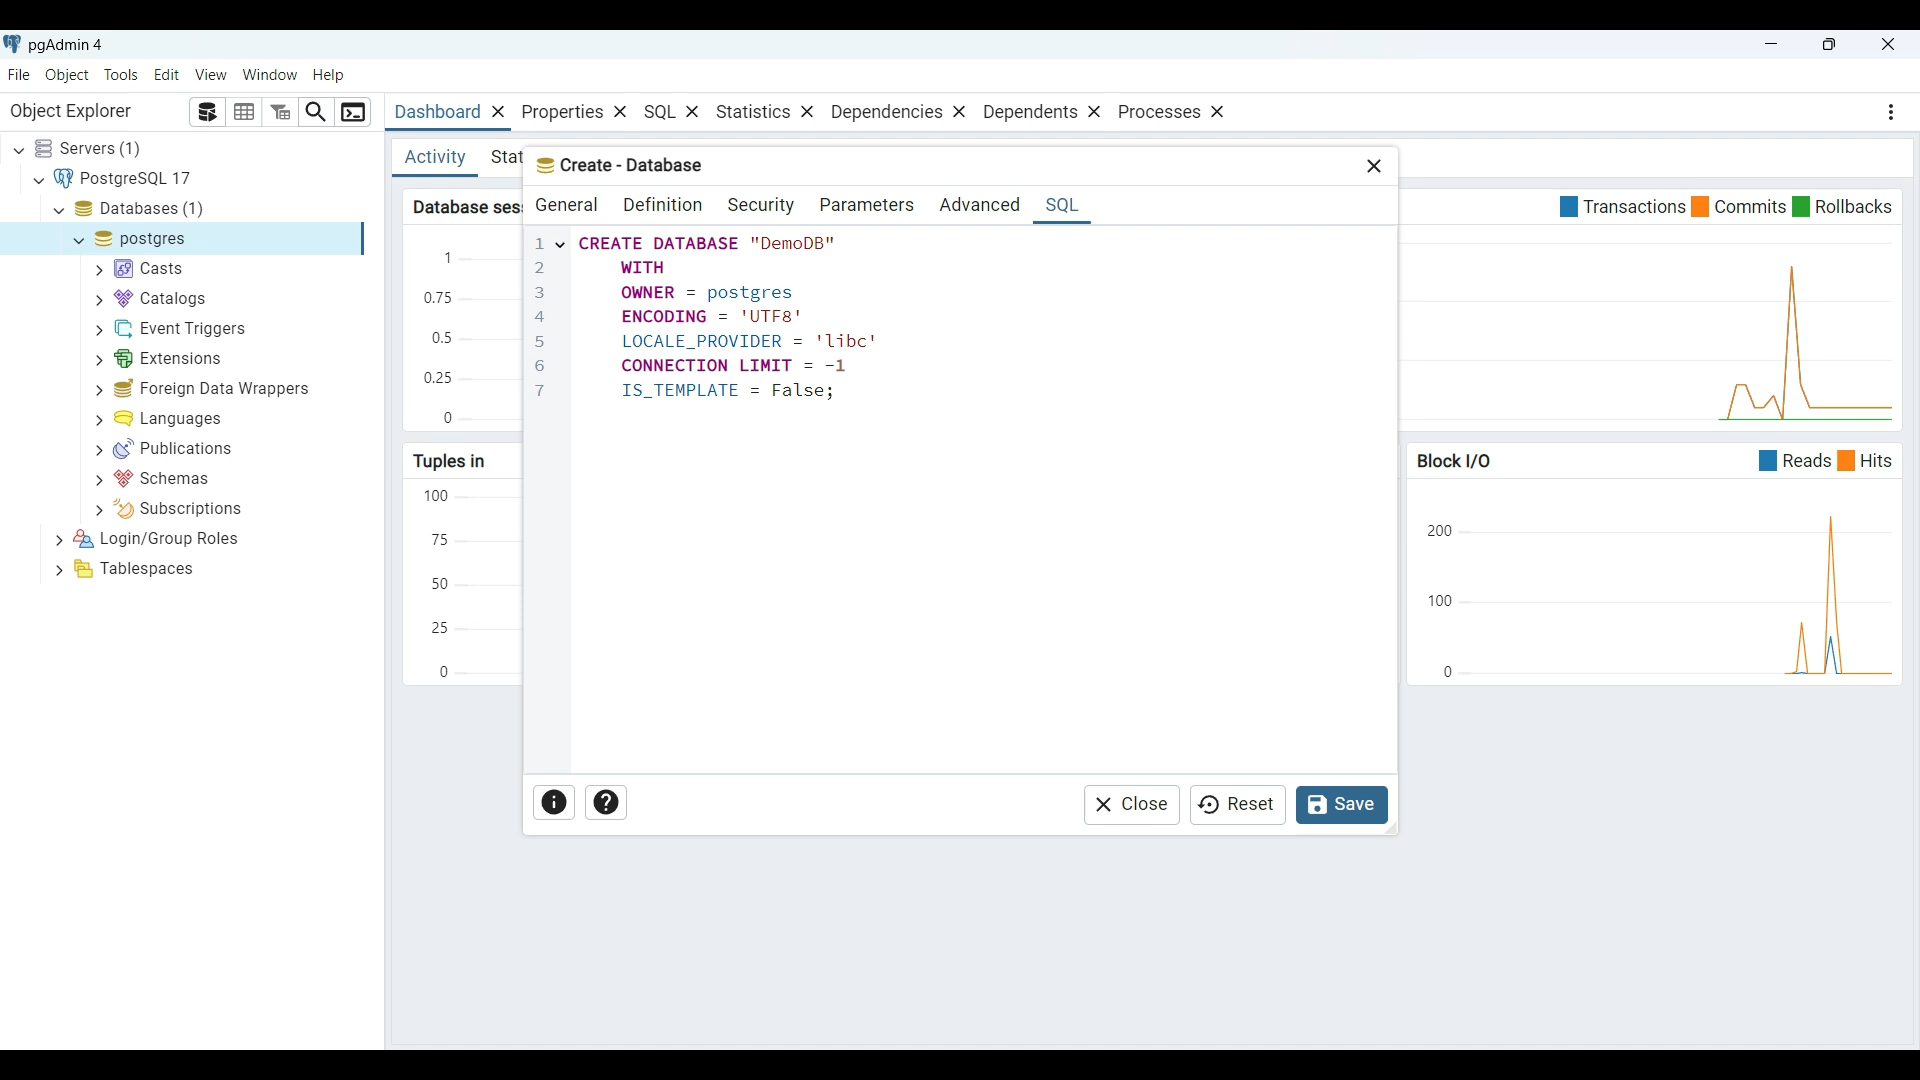 pgAdmin 4
File Object Tools Edit View Window Help
Object Explorer
Dashboard Properties SQL Statistics Dependencies Dependents Processes
Servers (1)
PostgreSQL 17
Databases (1)
postgres
Casts
Catalogs
Event Triggers
Extensions
Foreign Data Wrappers
Languages
Publications
Schemas
Subscriptions
Login/Group Roles
Tablespaces
Activity Stat
Database sess
1
0.75
0.5
0.25
0
Tuples in
100
75
50
25
0
Create - Database
General Definition Security Parameters Advanced SQL
1 CREATE DATABASE "DemoDB"
2 WITH
3 OWNER = postgres
4 ENCODING = 'UTF8'
5 LOCALE_PROVIDER = 'libc'
6 CONNECTION LIMIT = -1
7 IS_TEMPLATE = False;
Close Reset Save
Transactions Commits Rollbacks
Block I/O Reads Hits
200
100
0